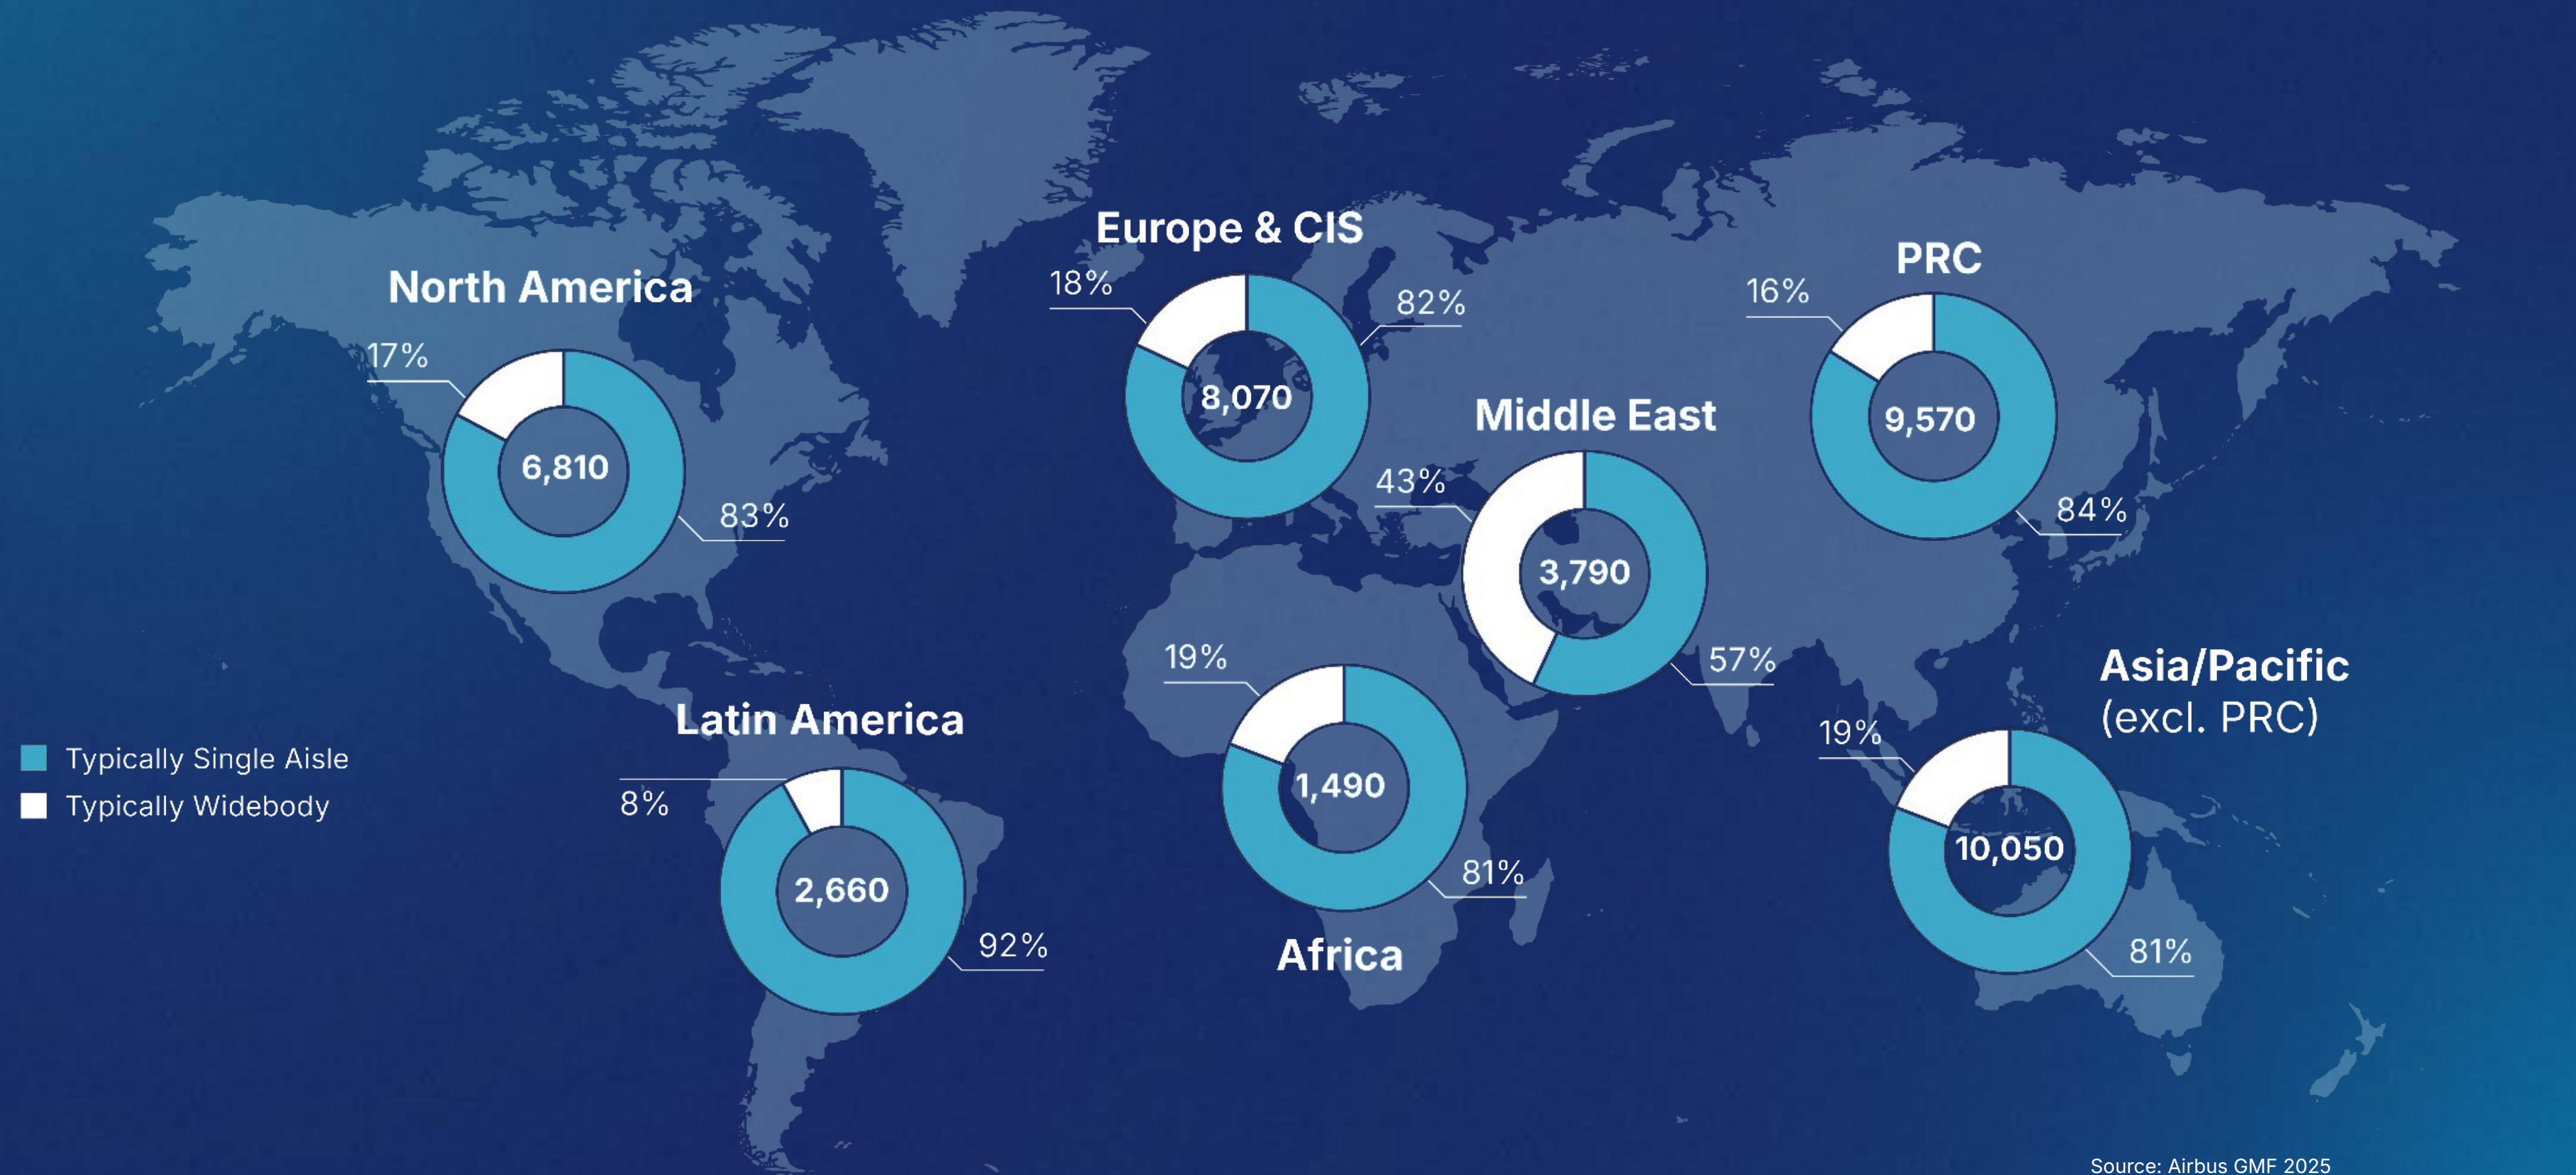 North America
17%
6,810
83%
Europe & CIS
18%
82%
8,070
PRC
16%
9,570
84%
Middle East
43%
3,790
57%
Latin America
8%
2,660
92%
19%
1,490
81%
Africa
Asia/Pacific
(excl. PRC)
19%
10,050
81%
Typically Single Aisle
Typically Widebody
Source: Airbus GMF 2025